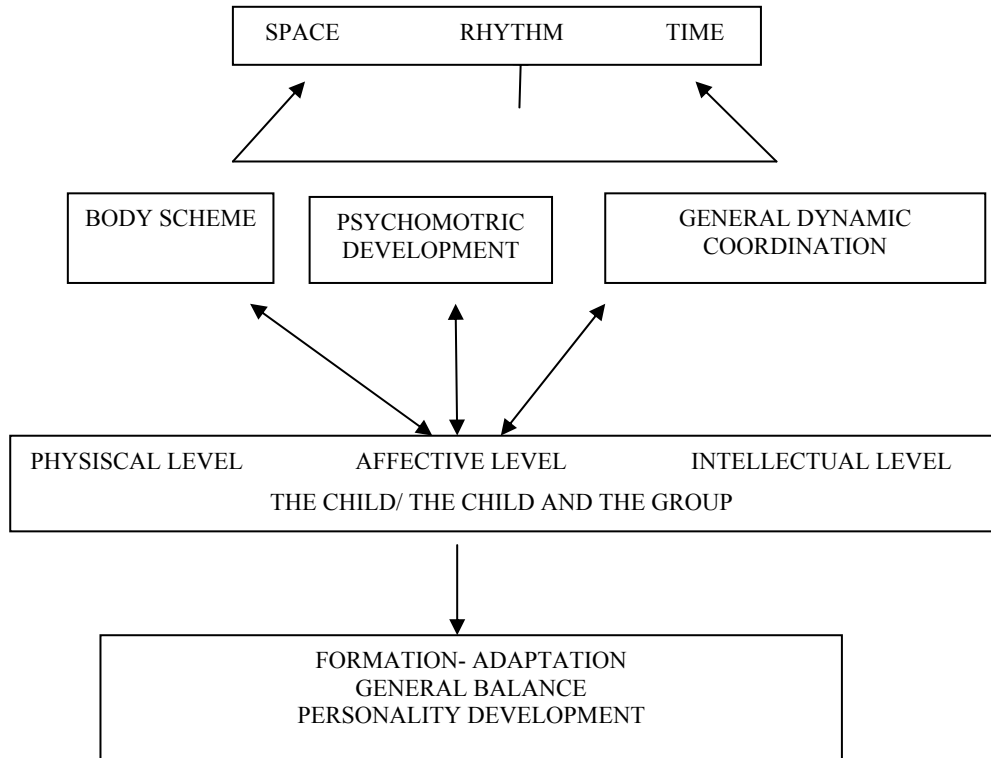 SPACE RHYTHM TIME
BODY SCHEME
PSYCHOMOTRIC
DEVELOPMENT
GENERAL DYNAMIC
COORDINATION
PHYSISCAL LEVEL AFFECTIVE LEVEL INTELLECTUAL LEVEL
THE CHILD/ THE CHILD AND THE GROUP
FORMATION- ADAPTATION
GENERAL BALANCE
PERSONALITY DEVELOPMENT